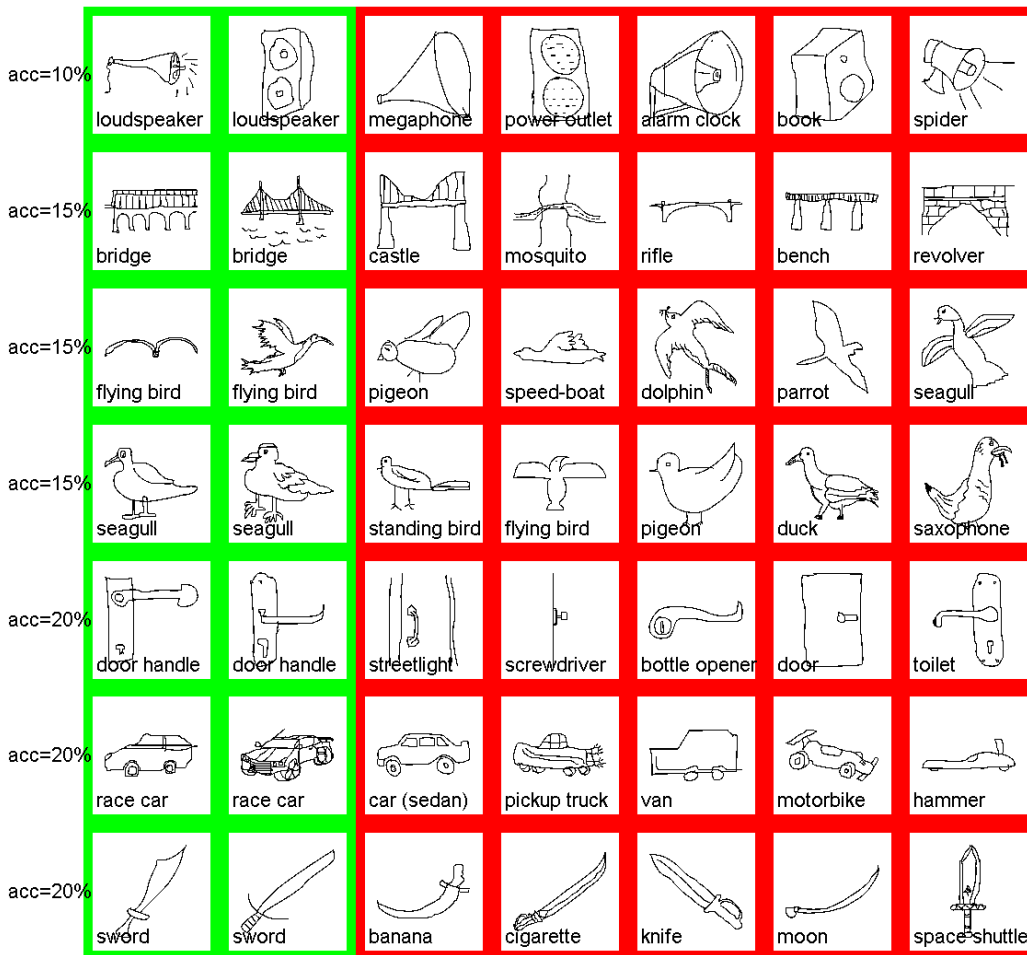 acc=10% loudspeaker loudspeaker megaphone power outlet alarm clock book spider
acc=15% bridge bridge castle mosquito rifle bench revolver
acc=15% flying bird flying bird pigeon speed-boat dolphin parrot seagull
acc=15% seagull seagull standing bird flying bird pigeon duck saxophone
acc=20% door handle door handle streetlight screwdriver bottle opener door toilet
acc=20% race car race car car (sedan) pickup truck van motorbike hammer
acc=20% sword sword banana cigarette knife moon space shuttle